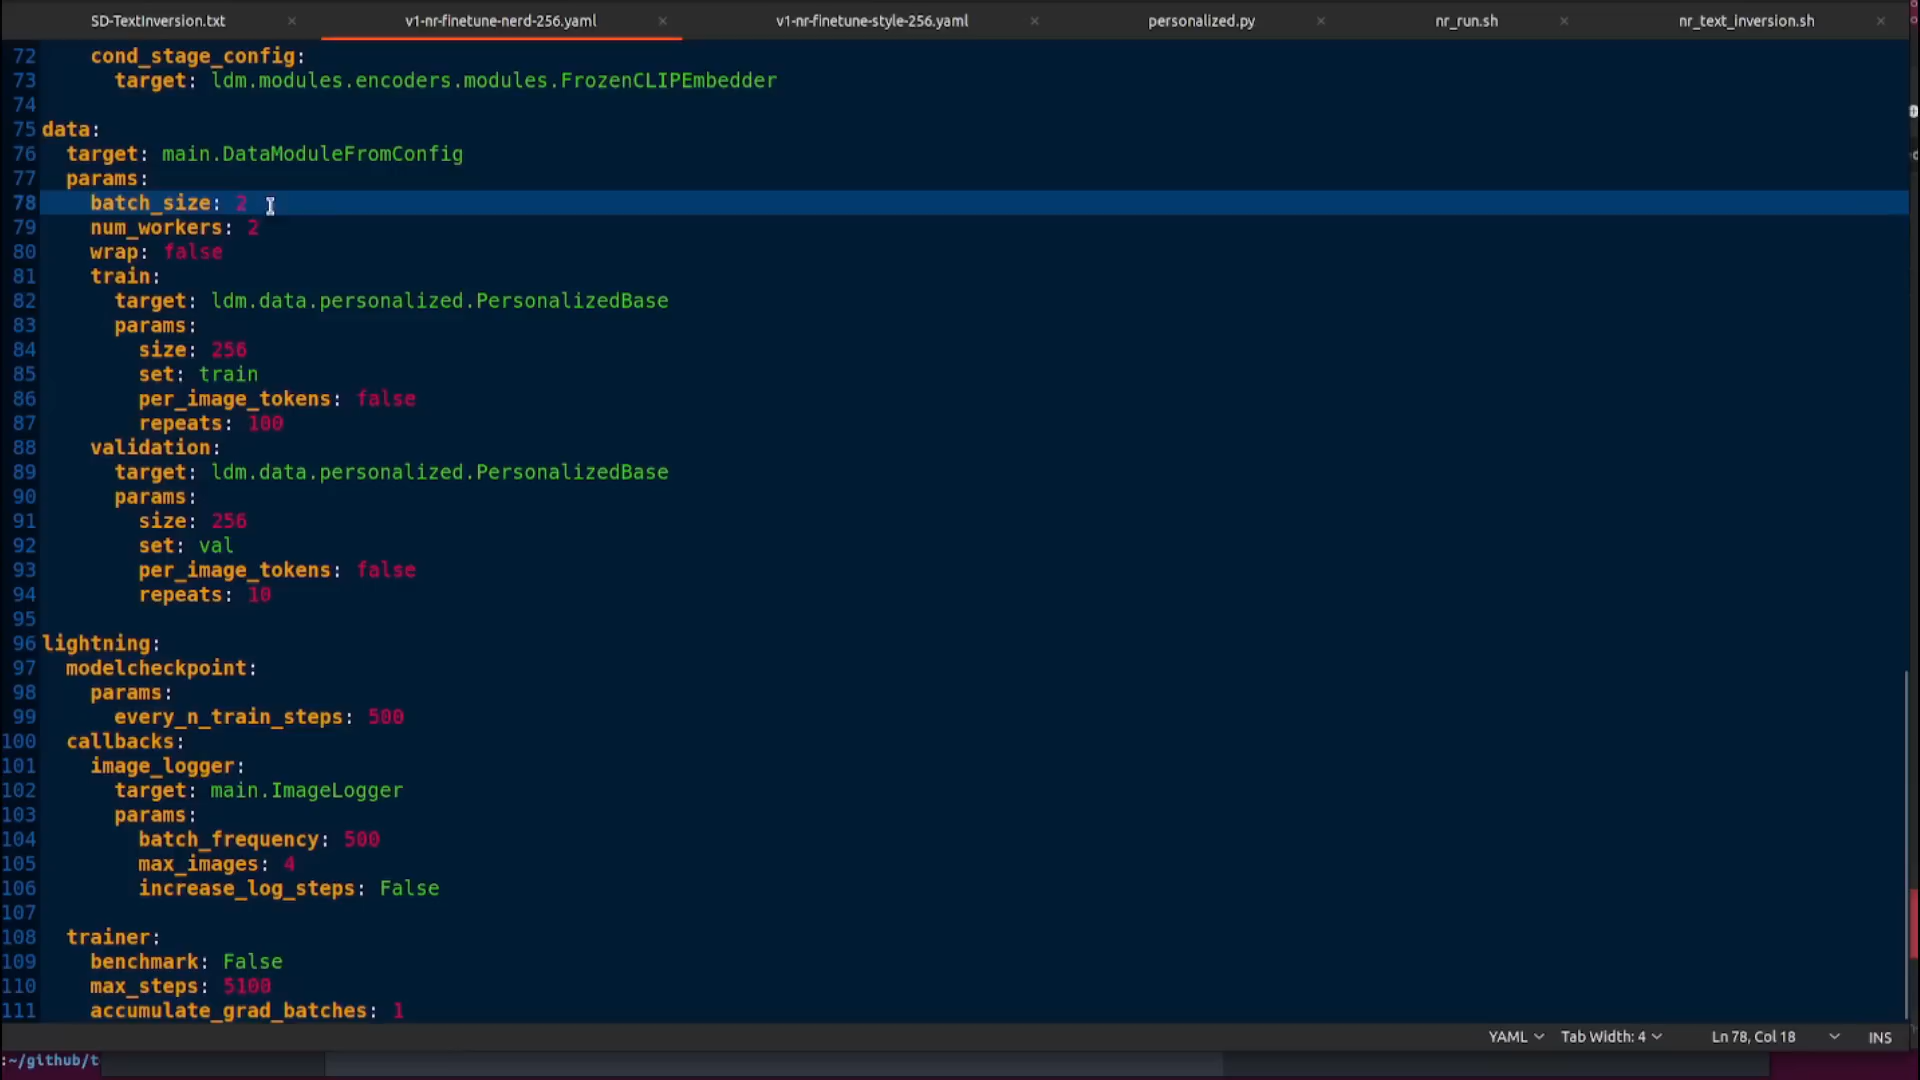 SD-TextInversion.txt × v1-nr-finetune-nerd-256.yaml × v1-nr-finetune-style-256.yaml × personalized.py × nr_run.sh × nr_text_inversion.sh ×
72     cond_stage_config:
73       target: ldm.modules.encoders.modules.FrozenCLIPEmbedder
74
75 data:
76   target: main.DataModuleFromConfig
77   params:
78     batch_size: 2
79     num_workers: 2
80     wrap: false
81     train:
82       target: ldm.data.personalized.PersonalizedBase
83       params:
84         size: 256
85         set: train
86         per_image_tokens: false
87         repeats: 100
88     validation:
89       target: ldm.data.personalized.PersonalizedBase
90       params:
91         size: 256
92         set: val
93         per_image_tokens: false
94         repeats: 10
95
96 lightning:
97   modelcheckpoint:
98     params:
99       every_n_train_steps: 500
100   callbacks:
101     image_logger:
102       target: main.ImageLogger
103       params:
104         batch_frequency: 500
105         max_images: 4
106         increase_log_steps: False
107
108   trainer:
109     benchmark: False
110     max_steps: 5100
111     accumulate_grad_batches: 1
YAML Tab Width: 4 Ln 78, Col 18 INS
:~/github/t